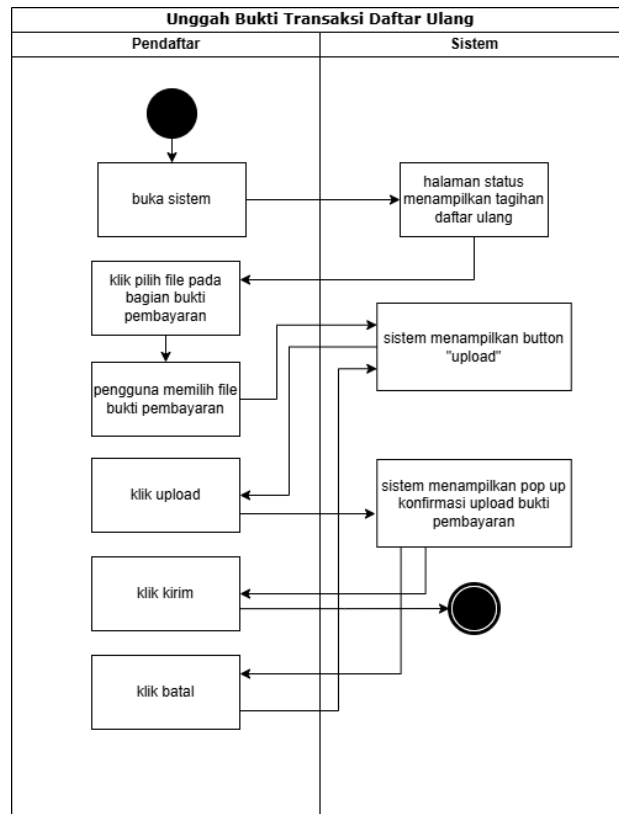 Unggah Bukti Transaksi Daftar Ulang
Pendaftar
Sistem
buka sistem
halaman status
menampilkan tagihan
daftar ulang
klik pilih file pada
bagian bukti
pembayaran
sistem menampilkan button
"upload"
pengguna memilih file
bukti pembayaran
klik upload
sistem menampilkan pop up
konfirmasi upload bukti
pembayaran
klik kirim
klik batal